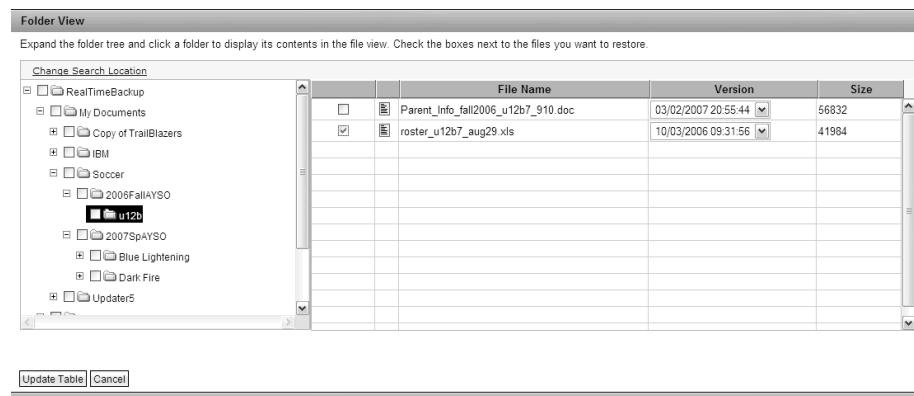 Folder View
Expand the folder tree and click a folder to display its contents in the file view. Check the boxes next to the files you want to restore.
Change Search Location
RealTimeBackup
My Documents
Copy of TrailBlazers
IBM
Soccer
2006FallAYSO
u12b
2007SpAYSO
Blue Lightening
Dark Fire
Updater5
File Name Version Size
Parent_Info_fall2006_u12b7_910.doc 03/02/2007 20:55:44 56832
roster_u12b7_aug29.xls 10/03/2006 09:31:56 41984
Update Table Cancel